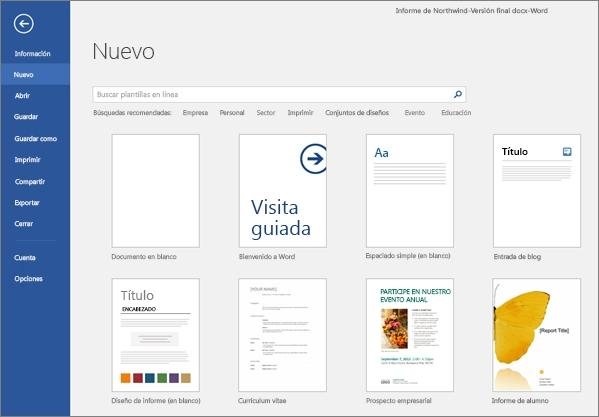 Informe de Northwind-Versión final docx-Word
Información
Nuevo
Abrir
Guardar
Guardar como
Imprimir
Compartir
Exportar
Cerrar
Cuenta
Opciones
Nuevo
Buscar plantillas en línea
Búsquedas recomendadas: Empresa Personal Sector Imprimir Conjuntos de diseños Evento Educación
Documento en blanco
Visita
guiada
Bienvenido a Word
Aa
Espaciado simple (en blanco)
Título
Entrada de blog
Título
ENCABEZADO
Diseño de informe (en blanco)
[YOUR NAME]
Curriculum vitae
PARTICIPE EN NUESTRO
EVENTO ANUAL
Prospecto empresarial
[Report Title]
Informe de alumno